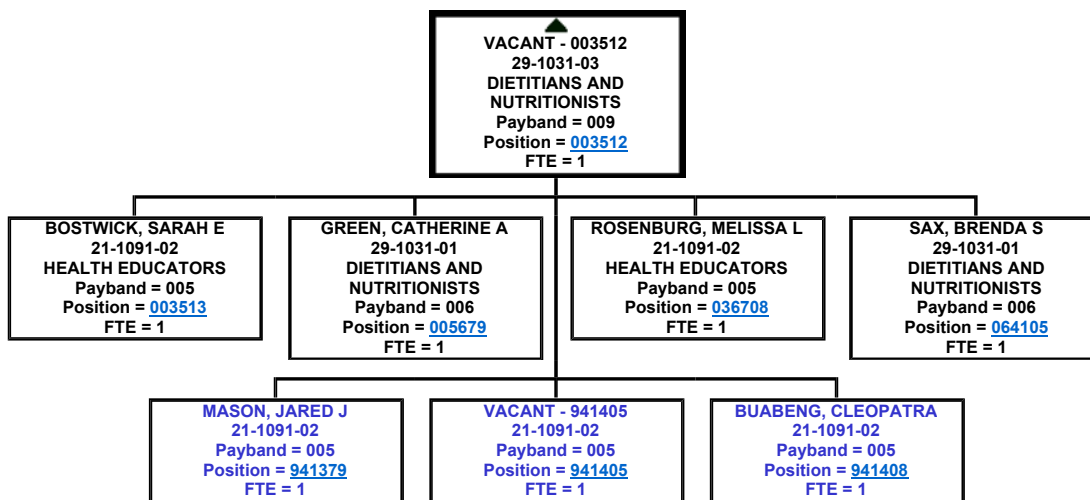 VACANT - 003512
29-1031-03
DIETITIANS AND
NUTRITIONISTS
Payband = 009
Position = 003512
FTE = 1
BOSTWICK, SARAH E
21-1091-02
HEALTH EDUCATORS
Payband = 005
Position = 003513
FTE = 1
GREEN, CATHERINE A
29-1031-01
DIETITIANS AND
NUTRITIONISTS
Payband = 006
Position = 005679
FTE = 1
ROSENBURG, MELISSA L
21-1091-02
HEALTH EDUCATORS
Payband = 005
Position = 036708
FTE = 1
SAX, BRENDA S
29-1031-01
DIETITIANS AND
NUTRITIONISTS
Payband = 006
Position = 064105
FTE = 1
MASON, JARED J
21-1091-02
Payband = 005
Position = 941379
FTE = 1
VACANT - 941405
21-1091-02
Payband = 005
Position = 941405
FTE = 1
BUABENG, CLEOPATRA
21-1091-02
Payband = 005
Position = 941408
FTE = 1